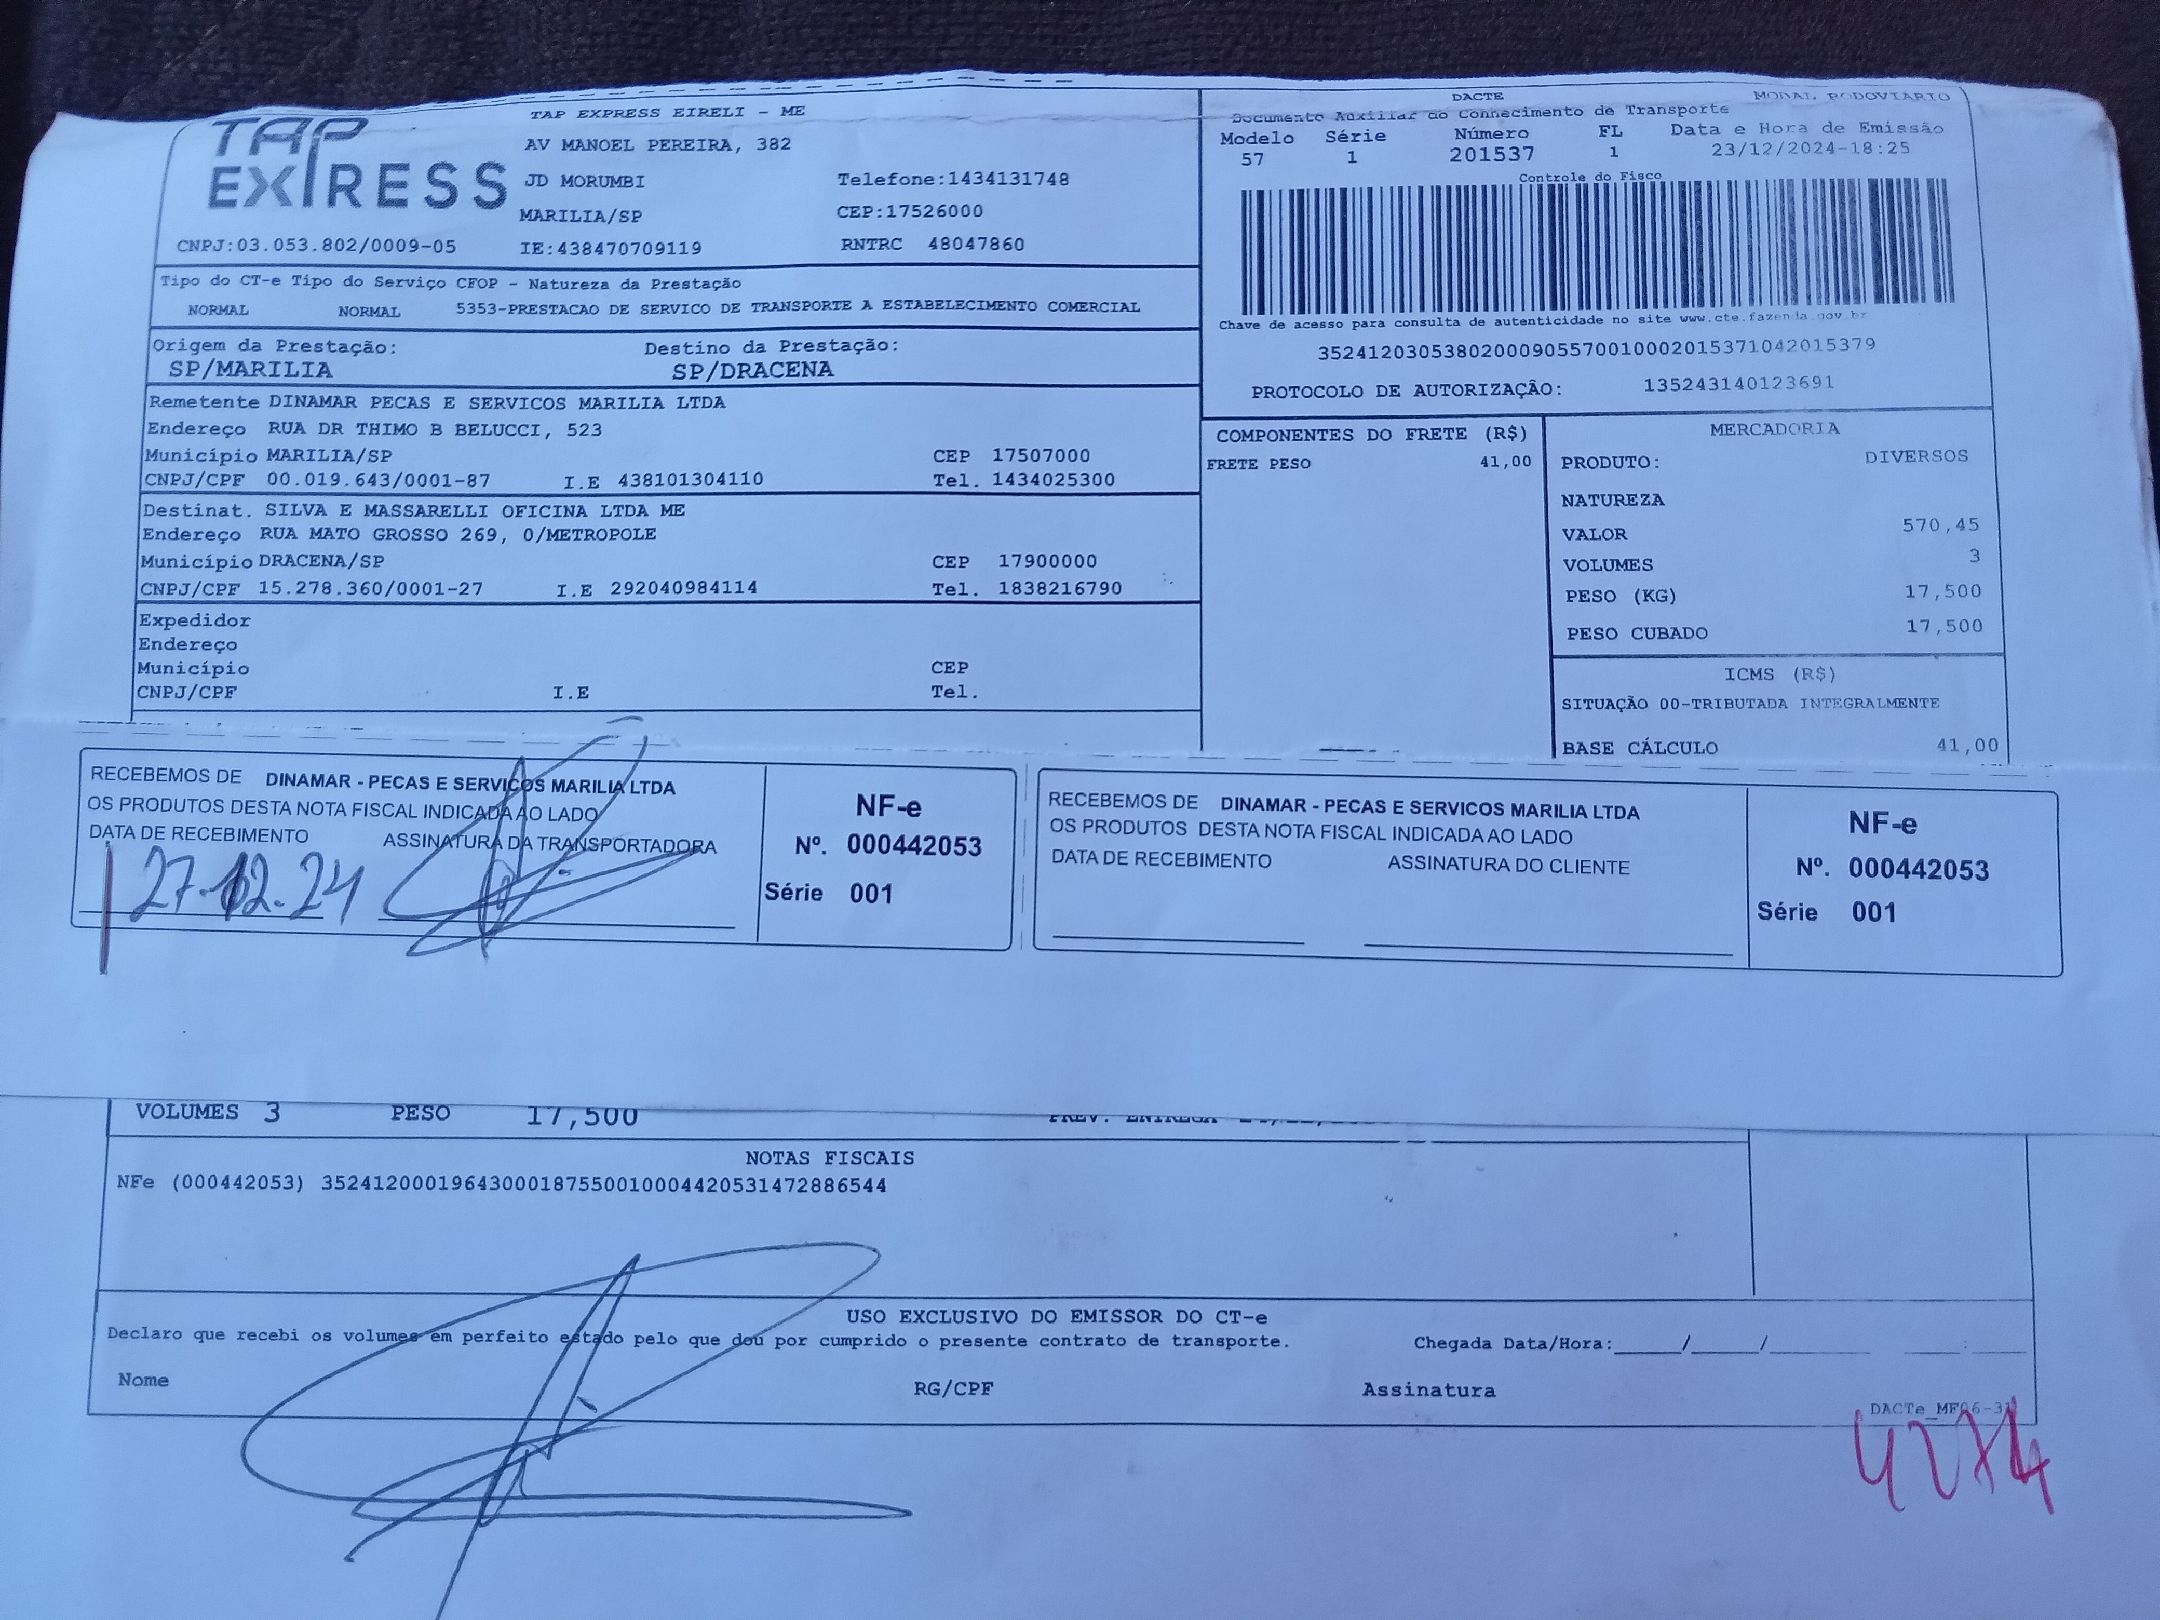 TAP EXPRESS
TAP EXPRESS EIRELI - ME
AV MANOEL PEREIRA, 382
JD MORUMBI Telefone:1434131748
MARILIA/SP CEP:17526000
CNPJ:03.053.802/0009-05 IE:438470709119 RNTRC 48047860
DACTE MODAL RODOVIARIO
Documento Auxiliar do Conhecimento de Transporte
Modelo Série Número FL Data e Hora de Emissão
57 1 201537 1 23/12/2024-18:25
Controle do Fisco
Chave de acesso para consulta de autenticidade no site www.cte.fazenda.gov.br
35241203053802000905570010002015371042015379
PROTOCOLO DE AUTORIZAÇÃO: 135243140123691
Tipo do CT-e Tipo do Serviço CFOP - Natureza da Prestação
NORMAL NORMAL 5353-PRESTACAO DE SERVICO DE TRANSPORTE A ESTABELECIMENTO COMERCIAL
Origem da Prestação: Destino da Prestação:
SP/MARILIA SP/DRACENA
Remetente DINAMAR PECAS E SERVICOS MARILIA LTDA
Endereço RUA DR THIMO B BELUCCI, 523
Município MARILIA/SP CEP 17507000
CNPJ/CPF 00.019.643/0001-87 I.E 438101304110 Tel. 1434025300
Destinat. SILVA E MASSARELLI OFICINA LTDA ME
Endereço RUA MATO GROSSO 269, 0/METROPOLE
Município DRACENA/SP CEP 17900000
CNPJ/CPF 15.278.360/0001-27 I.E 292040984114 Tel. 1838216790
Expedidor
Endereço
Município CEP
CNPJ/CPF I.E Tel.
COMPONENTES DO FRETE (R$)
FRETE PESO 41,00
MERCADORIA
PRODUTO: DIVERSOS
NATUREZA
VALOR 570,45
VOLUMES 3
PESO (KG) 17,500
PESO CUBADO 17,500
ICMS (R$)
SITUAÇÃO 00-TRIBUTADA INTEGRALMENTE
BASE CÁLCULO 41,00
RECEBEMOS DE DINAMAR - PECAS E SERVIÇOS MARILIA LTDA
OS PRODUTOS DESTA NOTA FISCAL INDICADA AO LADO
DATA DE RECEBIMENTO ASSINATURA DA TRANSPORTADORA
27.12.24
NF-e
Nº. 000442053
Série 001
RECEBEMOS DE DINAMAR - PECAS E SERVICOS MARILIA LTDA
OS PRODUTOS DESTA NOTA FISCAL INDICADA AO LADO
DATA DE RECEBIMENTO ASSINATURA DO CLIENTE
NF-e
Nº. 000442053
Série 001
VOLUMES 3 PESO 17,500 PREV. ENTREGA
NOTAS FISCAIS
NFe (000442053) 35241200019643000187550010004420531472886544
USO EXCLUSIVO DO EMISSOR DO CT-e
Declaro que recebi os volumes em perfeito estado pelo que dou por cumprido o presente contrato de transporte. Chegada Data/Hora:____/____/____ ____:____
Nome RG/CPF Assinatura